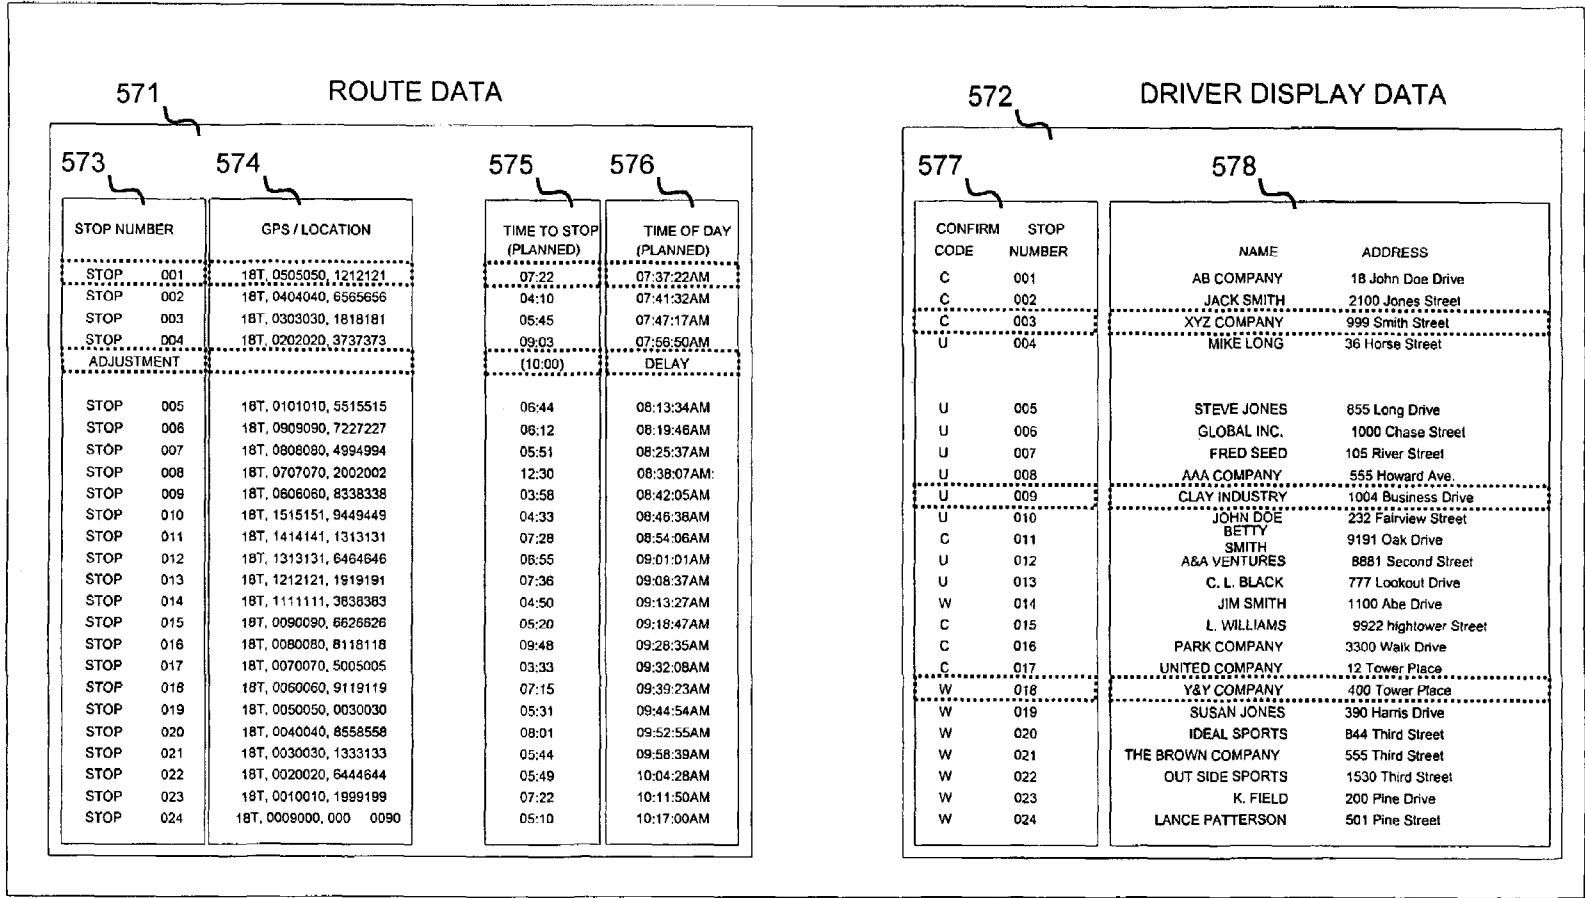 571 ROUTE DATA
573 574 575 576
STOP NUMBER GPS / LOCATION TIME TO STOP (PLANNED) TIME OF DAY (PLANNED)
STOP 001 18T, 0505050, 1212121 07:22 07:37:22AM
STOP 002 18T, 0404040, 6565656 04:10 07:41:32AM
STOP 003 18T, 0303030, 1818181 05:45 07:47:17AM
STOP 004 18T, 0202020, 3737373 09:03 07:56:50AM
ADJUSTMENT (10:00) DELAY
STOP 005 18T, 0101010, 5515515 06:44 08:13:34AM
STOP 006 18T, 0909090, 7227227 06:12 08:19:46AM
STOP 007 18T, 0808080, 4994994 05:51 08:25:37AM
STOP 008 18T, 0707070, 2002002 12:30 08:38:07AM:
STOP 009 18T, 0606060, 8338338 03:58 08:42:05AM
STOP 010 18T, 1515151, 9449449 04:33 08:46:38AM
STOP 011 18T, 1414141, 1313131 07:28 08:54:06AM
STOP 012 18T, 1313131, 6464646 06:55 09:01:01AM
STOP 013 18T, 1212121, 1919191 07:36 09:08:37AM
STOP 014 18T, 1111111, 3838383 04:50 09:13:27AM
STOP 015 18T, 0090090, 6626626 05:20 09:18:47AM
STOP 016 18T, 0080080, 8118118 09:48 09:28:35AM
STOP 017 18T, 0070070, 5005005 03:33 09:32:08AM
STOP 018 18T, 0060060, 9119119 07:15 09:39:23AM
STOP 019 18T, 0050050, 0030030 05:31 09:44:54AM
STOP 020 18T, 0040040, 8558558 08:01 09:52:55AM
STOP 021 18T, 0030030, 1333133 05:44 09:58:39AM
STOP 022 18T, 0020020, 6444644 05:49 10:04:28AM
STOP 023 18T, 0010010, 1999199 07:22 10:11:50AM
STOP 024 18T, 0009000, 000 0090 05:10 10:17:00AM
572 DRIVER DISPLAY DATA
577 578
CONFIRM STOP
CODE NUMBER NAME ADDRESS
C 001 AB COMPANY 18 John Doe Drive
C 002 JACK SMITH 2100 Jones Street
C 003 XYZ COMPANY 999 Smith Street
U 004 MIKE LONG 36 Horse Street
U 005 STEVE JONES 855 Long Drive
U 006 GLOBAL INC. 1000 Chase Street
U 007 FRED SEED 105 River Street
U 008 AAA COMPANY 555 Howard Ave.
U 009 CLAY INDUSTRY 1004 Business Drive
U 010 JOHN DOE 232 Fairview Street
C 011 BETTY SMITH 9191 Oak Drive
U 012 A&A VENTURES 8881 Second Street
U 013 C. L. BLACK 777 Lookout Drive
W 014 JIM SMITH 1100 Abe Drive
C 015 L. WILLIAMS 9922 hightower Street
C 016 PARK COMPANY 3300 Walk Drive
C 017 UNITED COMPANY 12 Tower Place
W 018 Y&Y COMPANY 400 Tower Place
W 019 SUSAN JONES 390 Harris Drive
W 020 IDEAL SPORTS 844 Third Street
W 021 THE BROWN COMPANY 555 Third Street
W 022 OUT SIDE SPORTS 1530 Third Street
W 023 K. FIELD 200 Pine Drive
W 024 LANCE PATTERSON 501 Pine Street